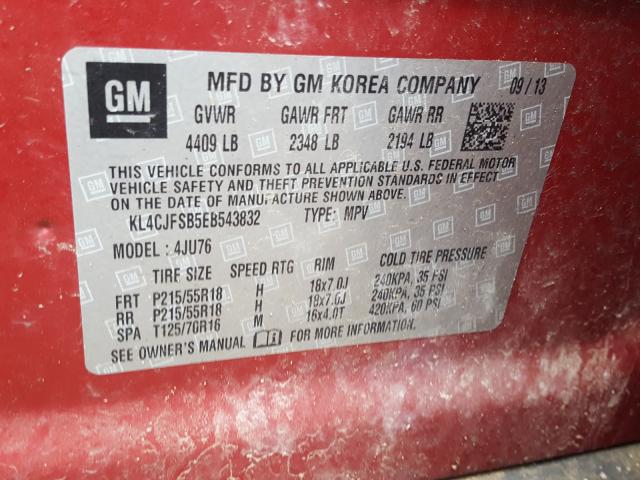 GM MFD BY GM KOREA COMPANY 09/13
GVWR GAWR FRT GAWR RR
4409 LB 2348 LB 2194 LB
THIS VEHICLE CONFORMS TO ALL APPLICABLE U.S. FEDERAL MOTOR
VEHICLE SAFETY AND THEFT PREVENTION STANDARDS IN EFFECT
ON THE DATE OF MANUFACTURE SHOWN ABOVE.
KL4CJFSB5EB543832 TYPE: MPV
MODEL: 4JU76
TIRE SIZE SPEED RTG RIM COLD TIRE PRESSURE
FRT P215/55R18 H 18x7.0J 240KPA, 35 PSI
RR P215/55R18 H 18x7.0J 240KPA, 35 PSI
SPA T125/70R16 M 16x4.0T 420KPA, 60 PSI
SEE OWNER'S MANUAL FOR MORE INFORMATION.